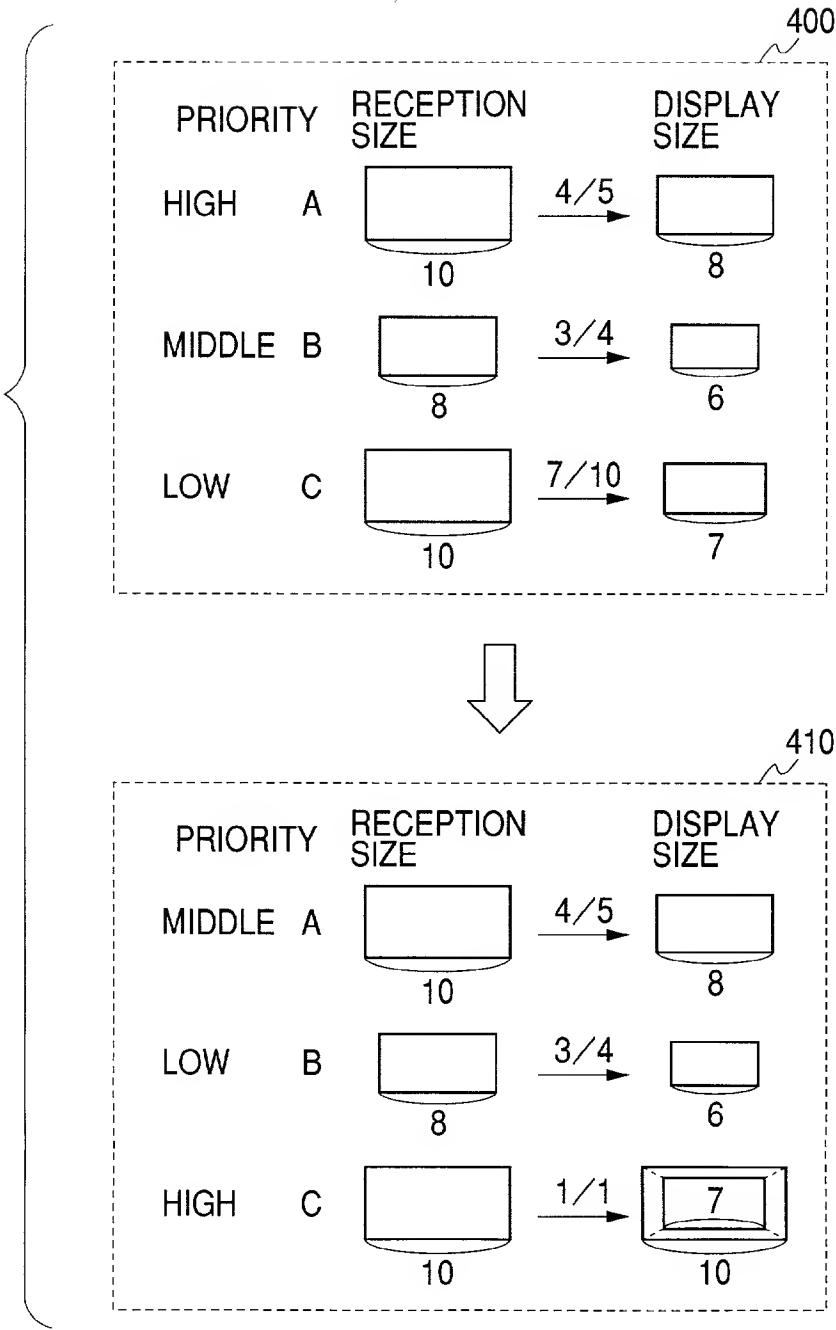 400
PRIORITY RECEPTION SIZE DISPLAY SIZE
HIGH A 4/5
10 8
MIDDLE B 3/4
8 6
LOW C 7/10
10 7
410
PRIORITY RECEPTION SIZE DISPLAY SIZE
MIDDLE A 4/5
10 8
LOW B 3/4
8 6
HIGH C 1/1 7
10 10